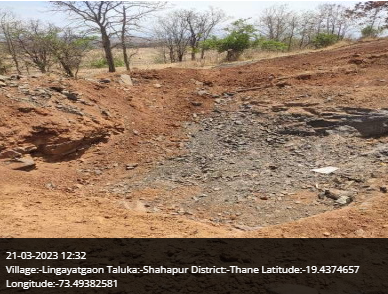 21-03-2023 12:32
Village:-Lingayatgaon Taluka:-Shahapur District:-Thane Latitude:-19.4374657
Longitude:-73.49382581